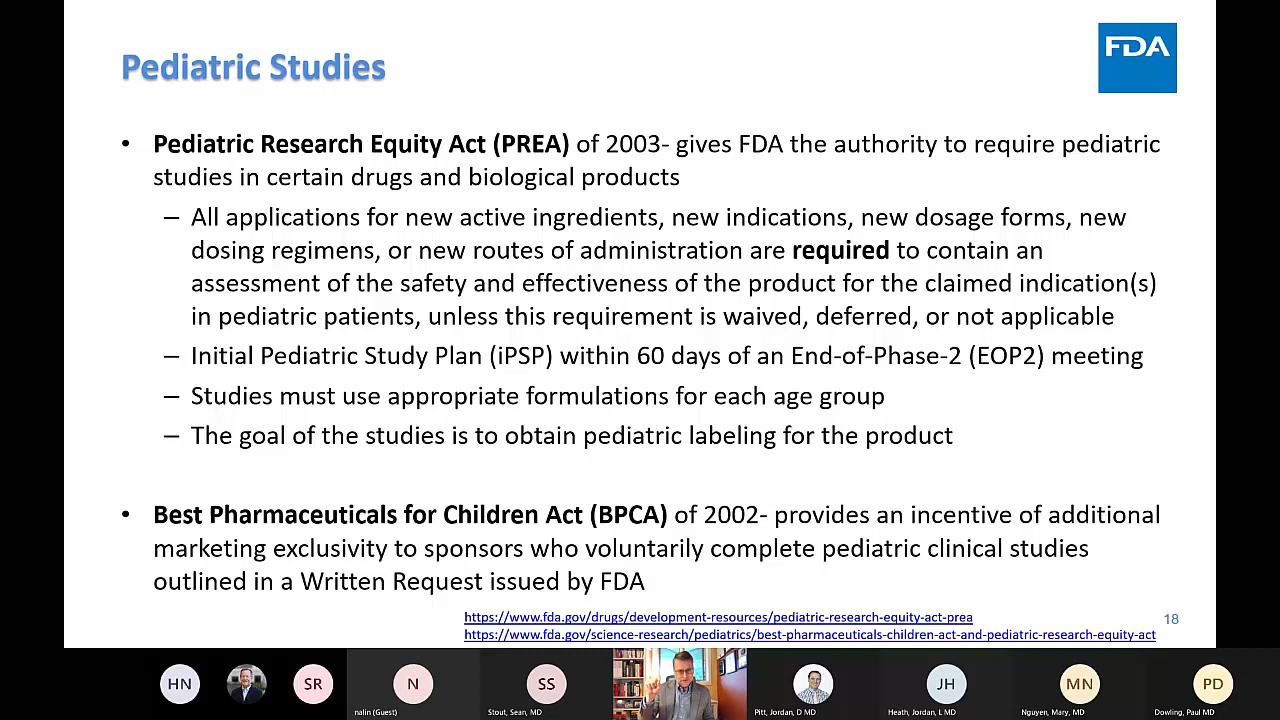 Pediatric Studies
FDA
• Pediatric Research Equity Act (PREA) of 2003- gives FDA the authority to require pediatric
studies in certain drugs and biological products
– All applications for new active ingredients, new indications, new dosage forms, new
dosing regimens, or new routes of administration are required to contain an
assessment of the safety and effectiveness of the product for the claimed indication(s)
in pediatric patients, unless this requirement is waived, deferred, or not applicable
– Initial Pediatric Study Plan (iPSP) within 60 days of an End-of-Phase-2 (EOP2) meeting
– Studies must use appropriate formulations for each age group
– The goal of the studies is to obtain pediatric labeling for the product
• Best Pharmaceuticals for Children Act (BPCA) of 2002- provides an incentive of additional
marketing exclusivity to sponsors who voluntarily complete pediatric clinical studies
outlined in a Written Request issued by FDA
https://www.fda.gov/drugs/development-resources/pediatric-research-equity-act-prea
18
https://www.fda.gov/science-research/pediatrics/best-pharmaceuticals-children-act-and-pediatric-research-equity-act
HN
SR
N
SS
JH
MN
PD
nalin (Guest)
Stout, Sean, MD
Pitt, Jordan, D MD
Heath, Jordan, L MD
Nguyen, Mary, MD
Dowling, Paul MD